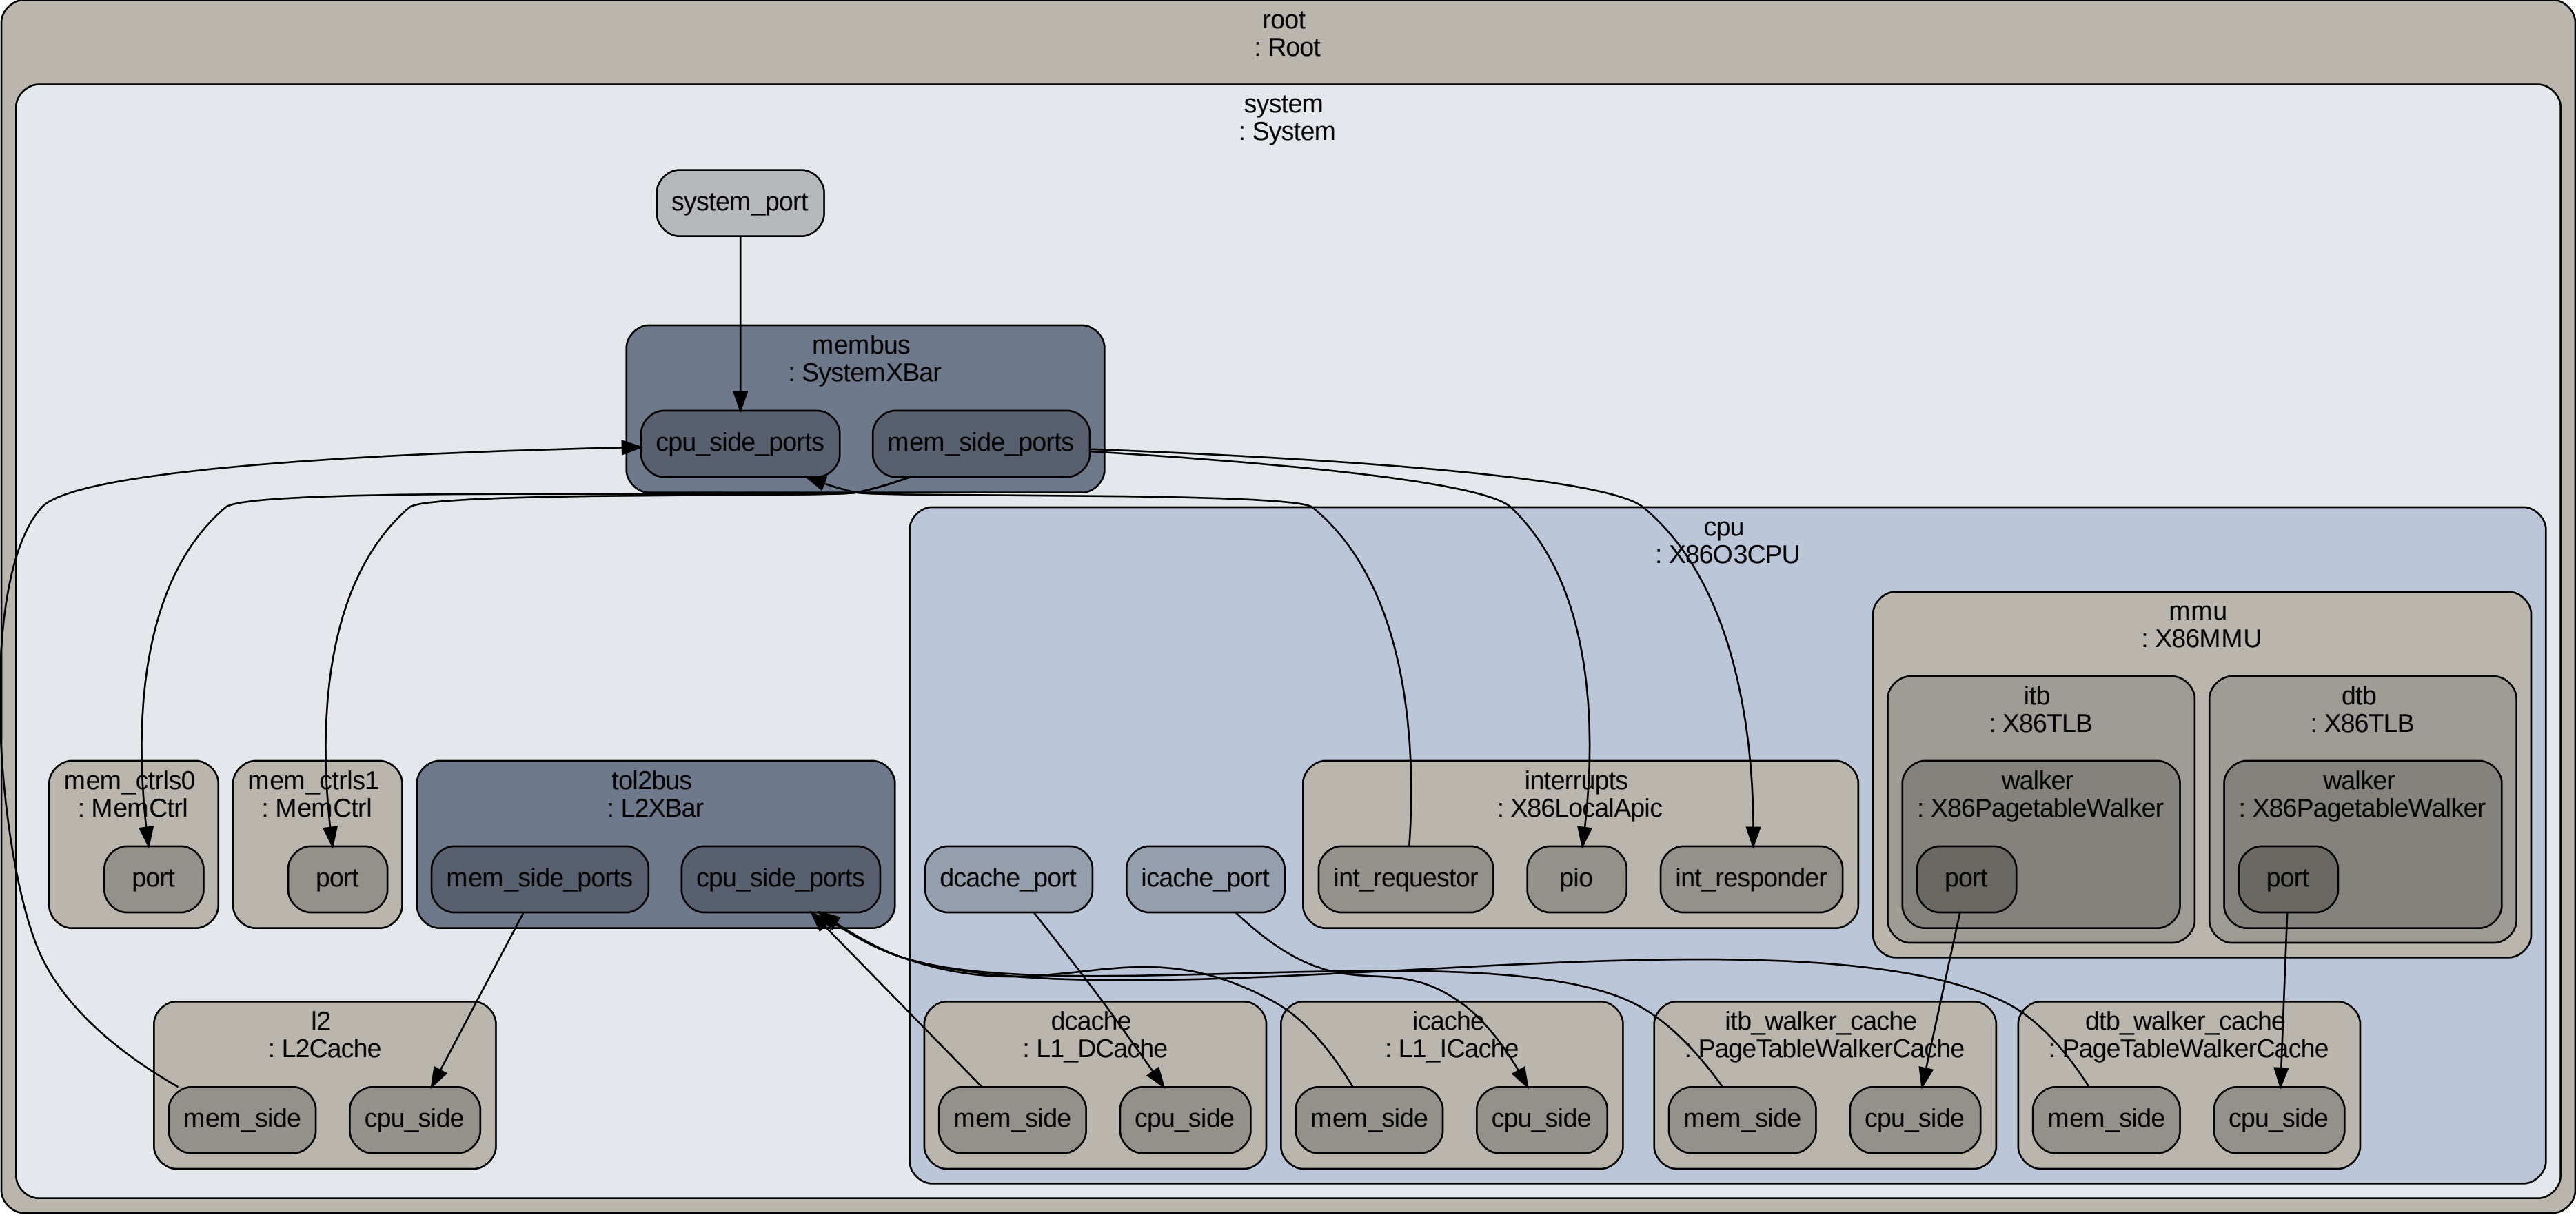 root
: Root
system
: System
system_port
membus
: SystemXBar
cpu_side_ports
mem_side_ports
cpu
: X86O3CPU
mmu
: X86MMU
itb
: X86TLB
dtb
: X86TLB
mem_ctrls0
: MemCtrl
port
mem_ctrls1
: MemCtrl
port
tol2bus
: L2XBar
mem_side_ports
cpu_side_ports
dcache_port
icache_port
interrupts
: X86LocalApic
int_requestor
pio
int_responder
walker
: X86PagetableWalker
port
walker
: X86PagetableWalker
port
l2
: L2Cache
mem_side
cpu_side
dcache
: L1_DCache
mem_side
cpu_side
icache
: L1_ICache
mem_side
cpu_side
itb_walker_cache
: PageTableWalkerCache
mem_side
cpu_side
dtb_walker_cache
: PageTableWalkerCache
mem_side
cpu_side